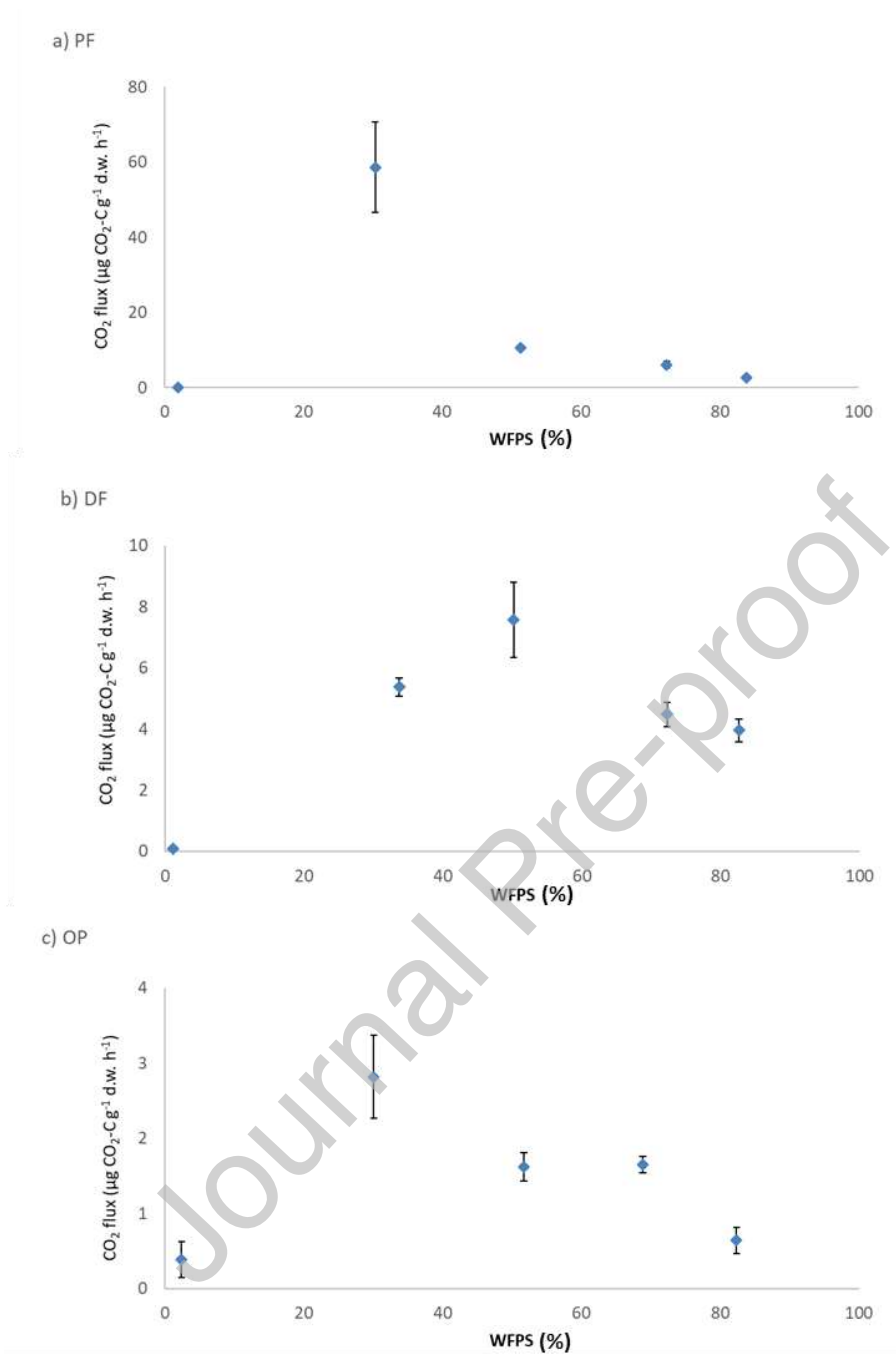 a) PF
80
60
40
20
0
CO₂ flux (µg CO₂-C g⁻¹ d.w. h⁻¹)
0 20 40 60 80 100
WFPS (%)
b) DF
10
8
6
4
2
0
CO₂ flux (µg CO₂-C g⁻¹ d.w. h⁻¹)
0 20 40 60 80 100
WFPS (%)
c) OP
4
3
2
1
0
CO₂ flux (µg CO₂-C g⁻¹ d.w. h⁻¹)
0 20 40 60 80 100
WFPS (%)
Journal Pre-proof